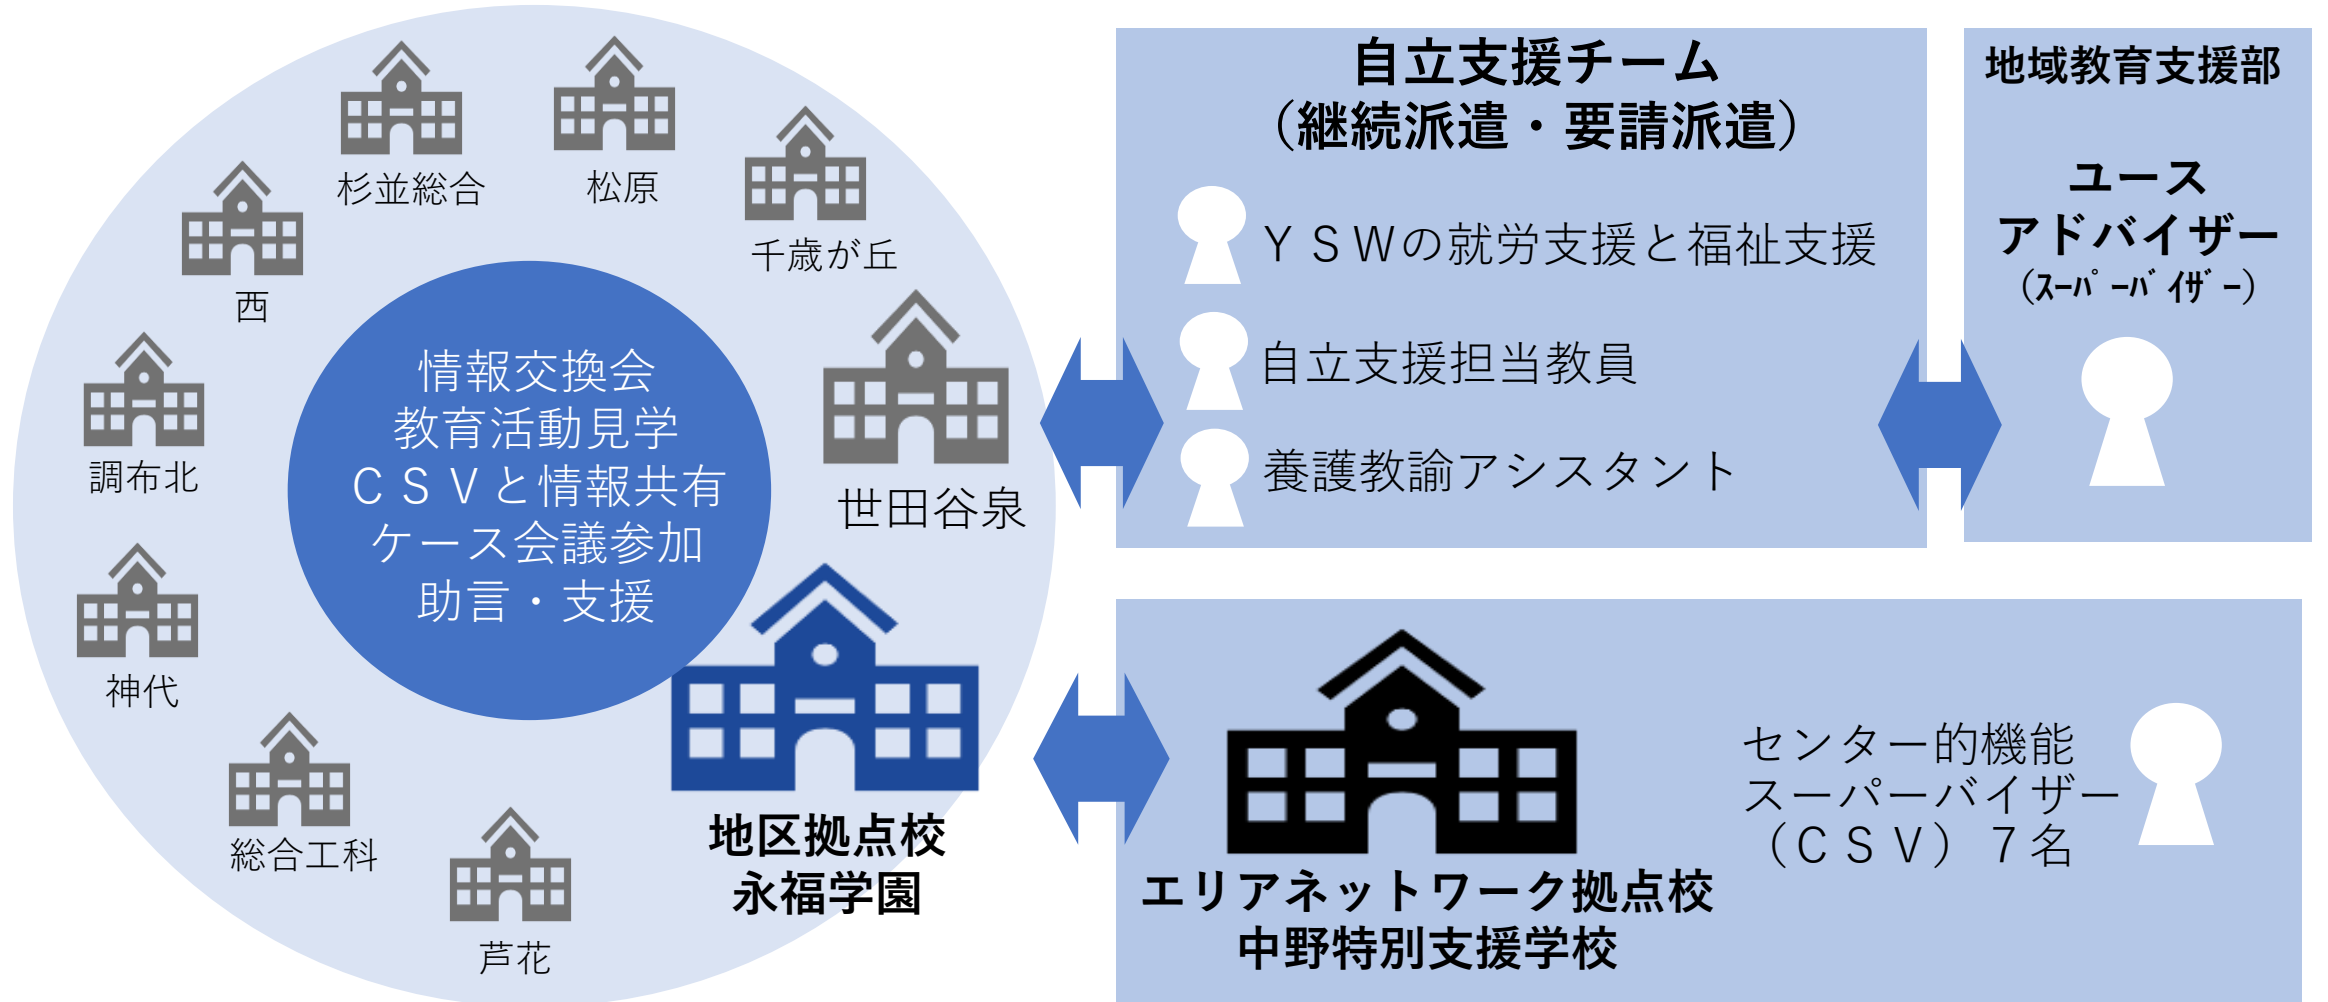 杉並総合
松原
千歳が丘
西
調布北
世田谷泉
神代
総合工科
芦花
情報交換会
教育活動見学
ＣＳＶと情報共有
ケース会議参加
助言・支援
地区拠点校
永福学園
自立支援チーム
（継続派遣・要請派遣）
ＹＳＷの就労支援と福祉支援
自立支援担当教員
養護教諭アシスタント
地域教育支援部
ユース
アドバイザー
（ｽｰﾊﾟｰﾊﾞｲｻﾞｰ）
エリアネットワーク拠点校
中野特別支援学校
センター的機能
スーパーバイザー
（ＣＳＶ）７名